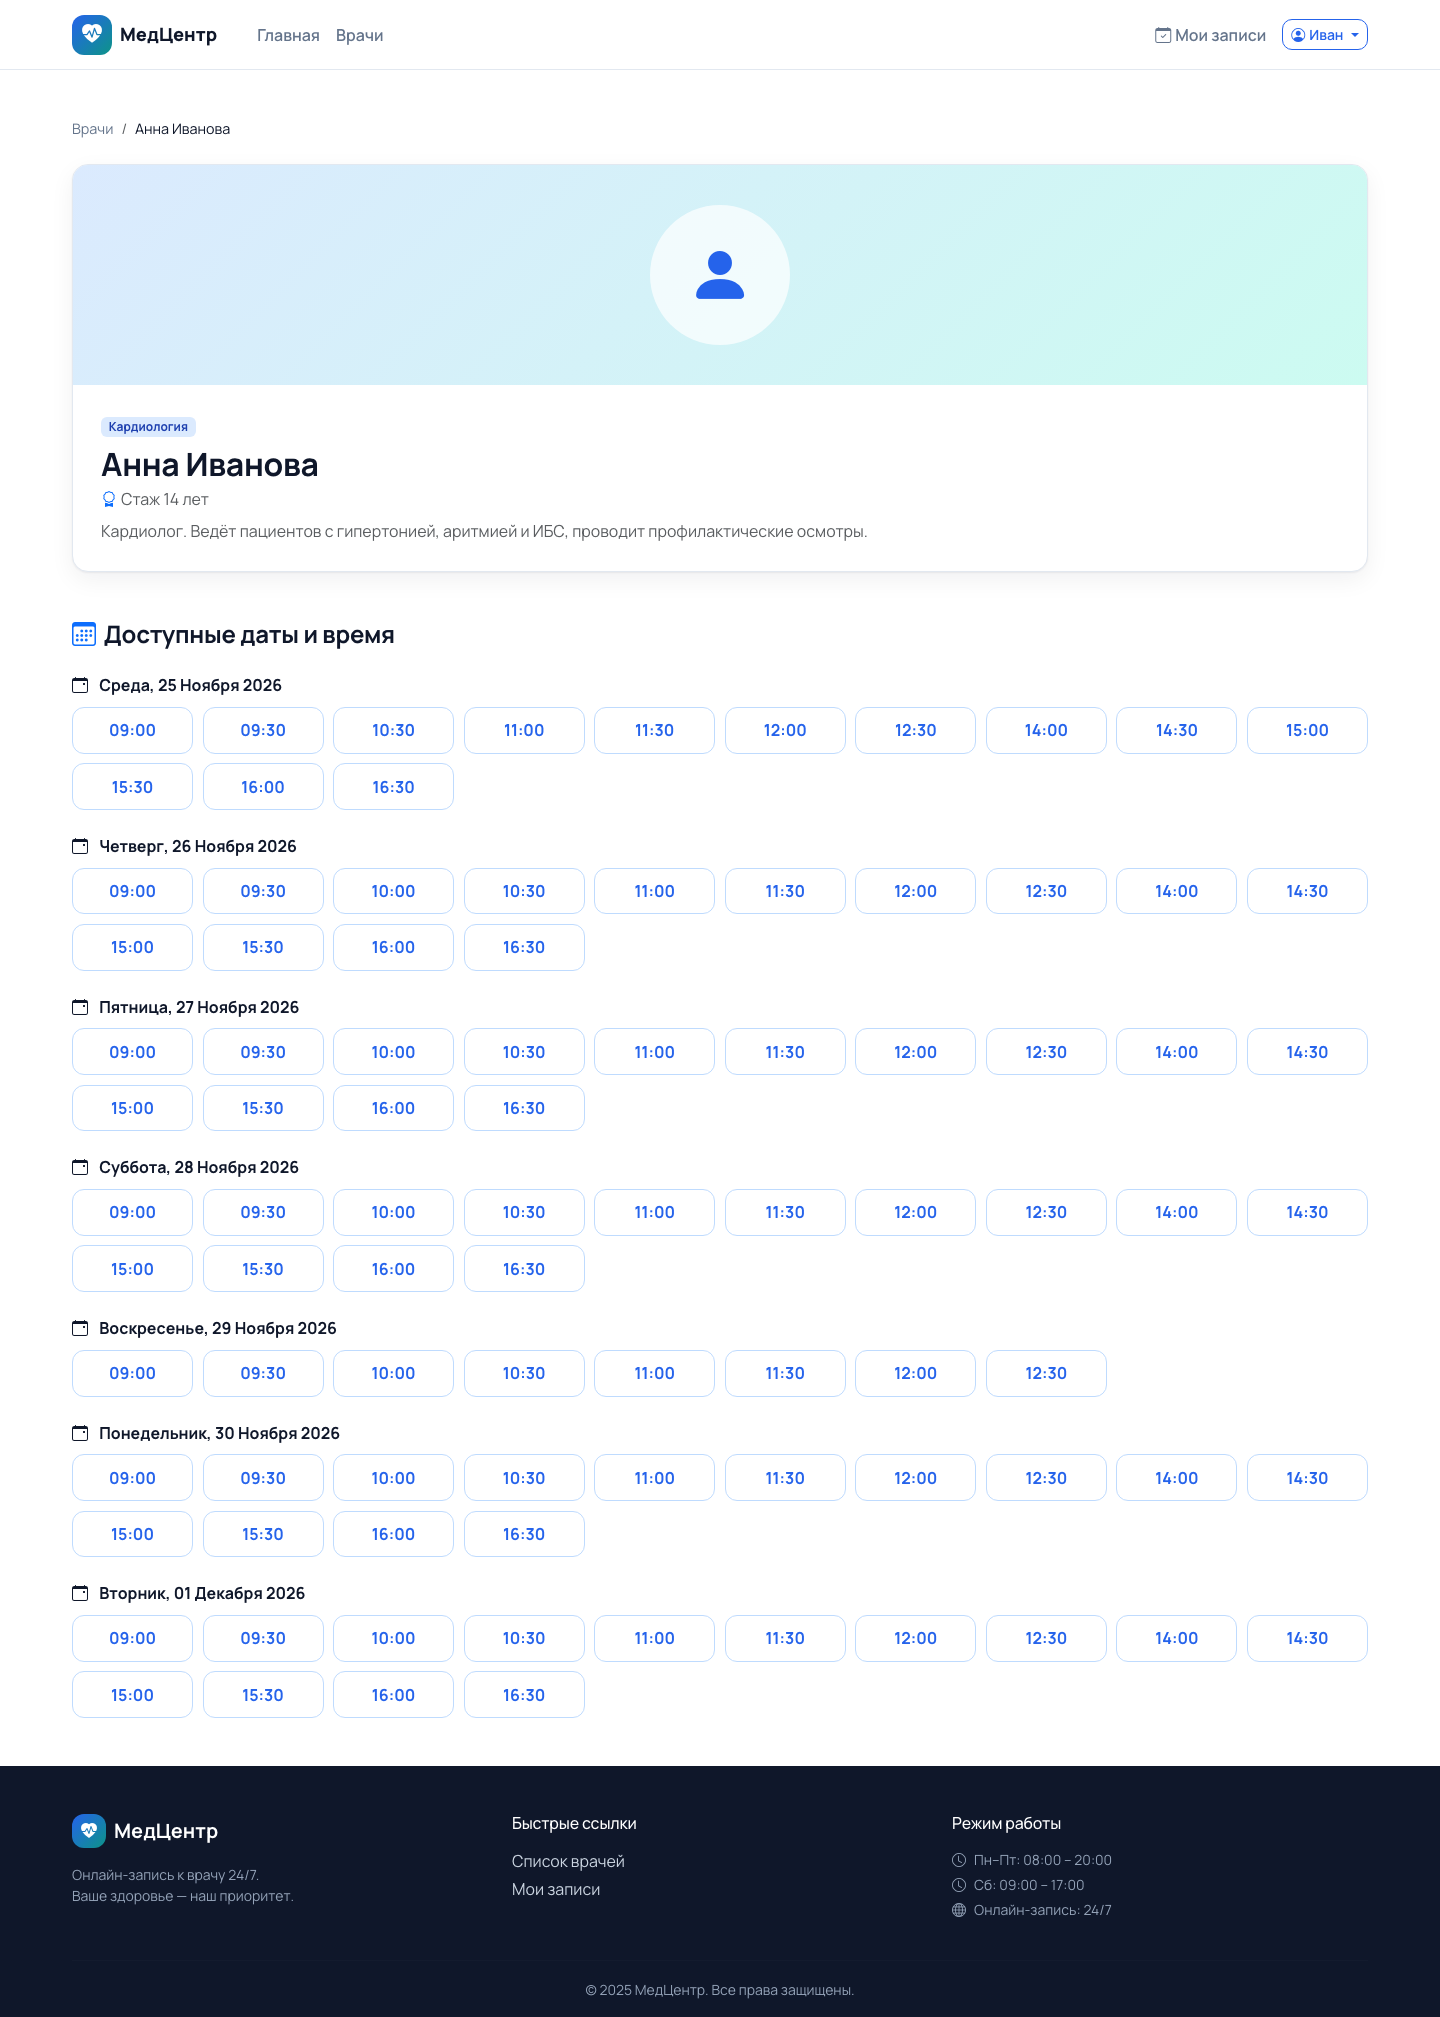 МедЦентр Главная Врачи Мои записи Иван
Врачи / Анна Иванова
Кардиология
Анна Иванова
Стаж 14 лет
Кардиолог. Ведёт пациентов с гипертонией, аритмией и ИБС, проводит профилактические осмотры.
Доступные даты и время
Среда, 25 Ноября 2026
09:00 09:30 10:30 11:00 11:30 12:00 12:30 14:00 14:30 15:00
15:30 16:00 16:30
Четверг, 26 Ноября 2026
09:00 09:30 10:00 10:30 11:00 11:30 12:00 12:30 14:00 14:30
15:00 15:30 16:00 16:30
Пятница, 27 Ноября 2026
09:00 09:30 10:00 10:30 11:00 11:30 12:00 12:30 14:00 14:30
15:00 15:30 16:00 16:30
Суббота, 28 Ноября 2026
09:00 09:30 10:00 10:30 11:00 11:30 12:00 12:30 14:00 14:30
15:00 15:30 16:00 16:30
Воскресенье, 29 Ноября 2026
09:00 09:30 10:00 10:30 11:00 11:30 12:00 12:30
Понедельник, 30 Ноября 2026
09:00 09:30 10:00 10:30 11:00 11:30 12:00 12:30 14:00 14:30
15:00 15:30 16:00 16:30
Вторник, 01 Декабря 2026
09:00 09:30 10:00 10:30 11:00 11:30 12:00 12:30 14:00 14:30
15:00 15:30 16:00 16:30
МедЦентр
Онлайн-запись к врачу 24/7.
Ваше здоровье — наш приоритет.
Быстрые ссылки
Список врачей
Мои записи
Режим работы
Пн–Пт: 08:00 – 20:00
Сб: 09:00 – 17:00
Онлайн-запись: 24/7
© 2025 МедЦентр. Все права защищены.